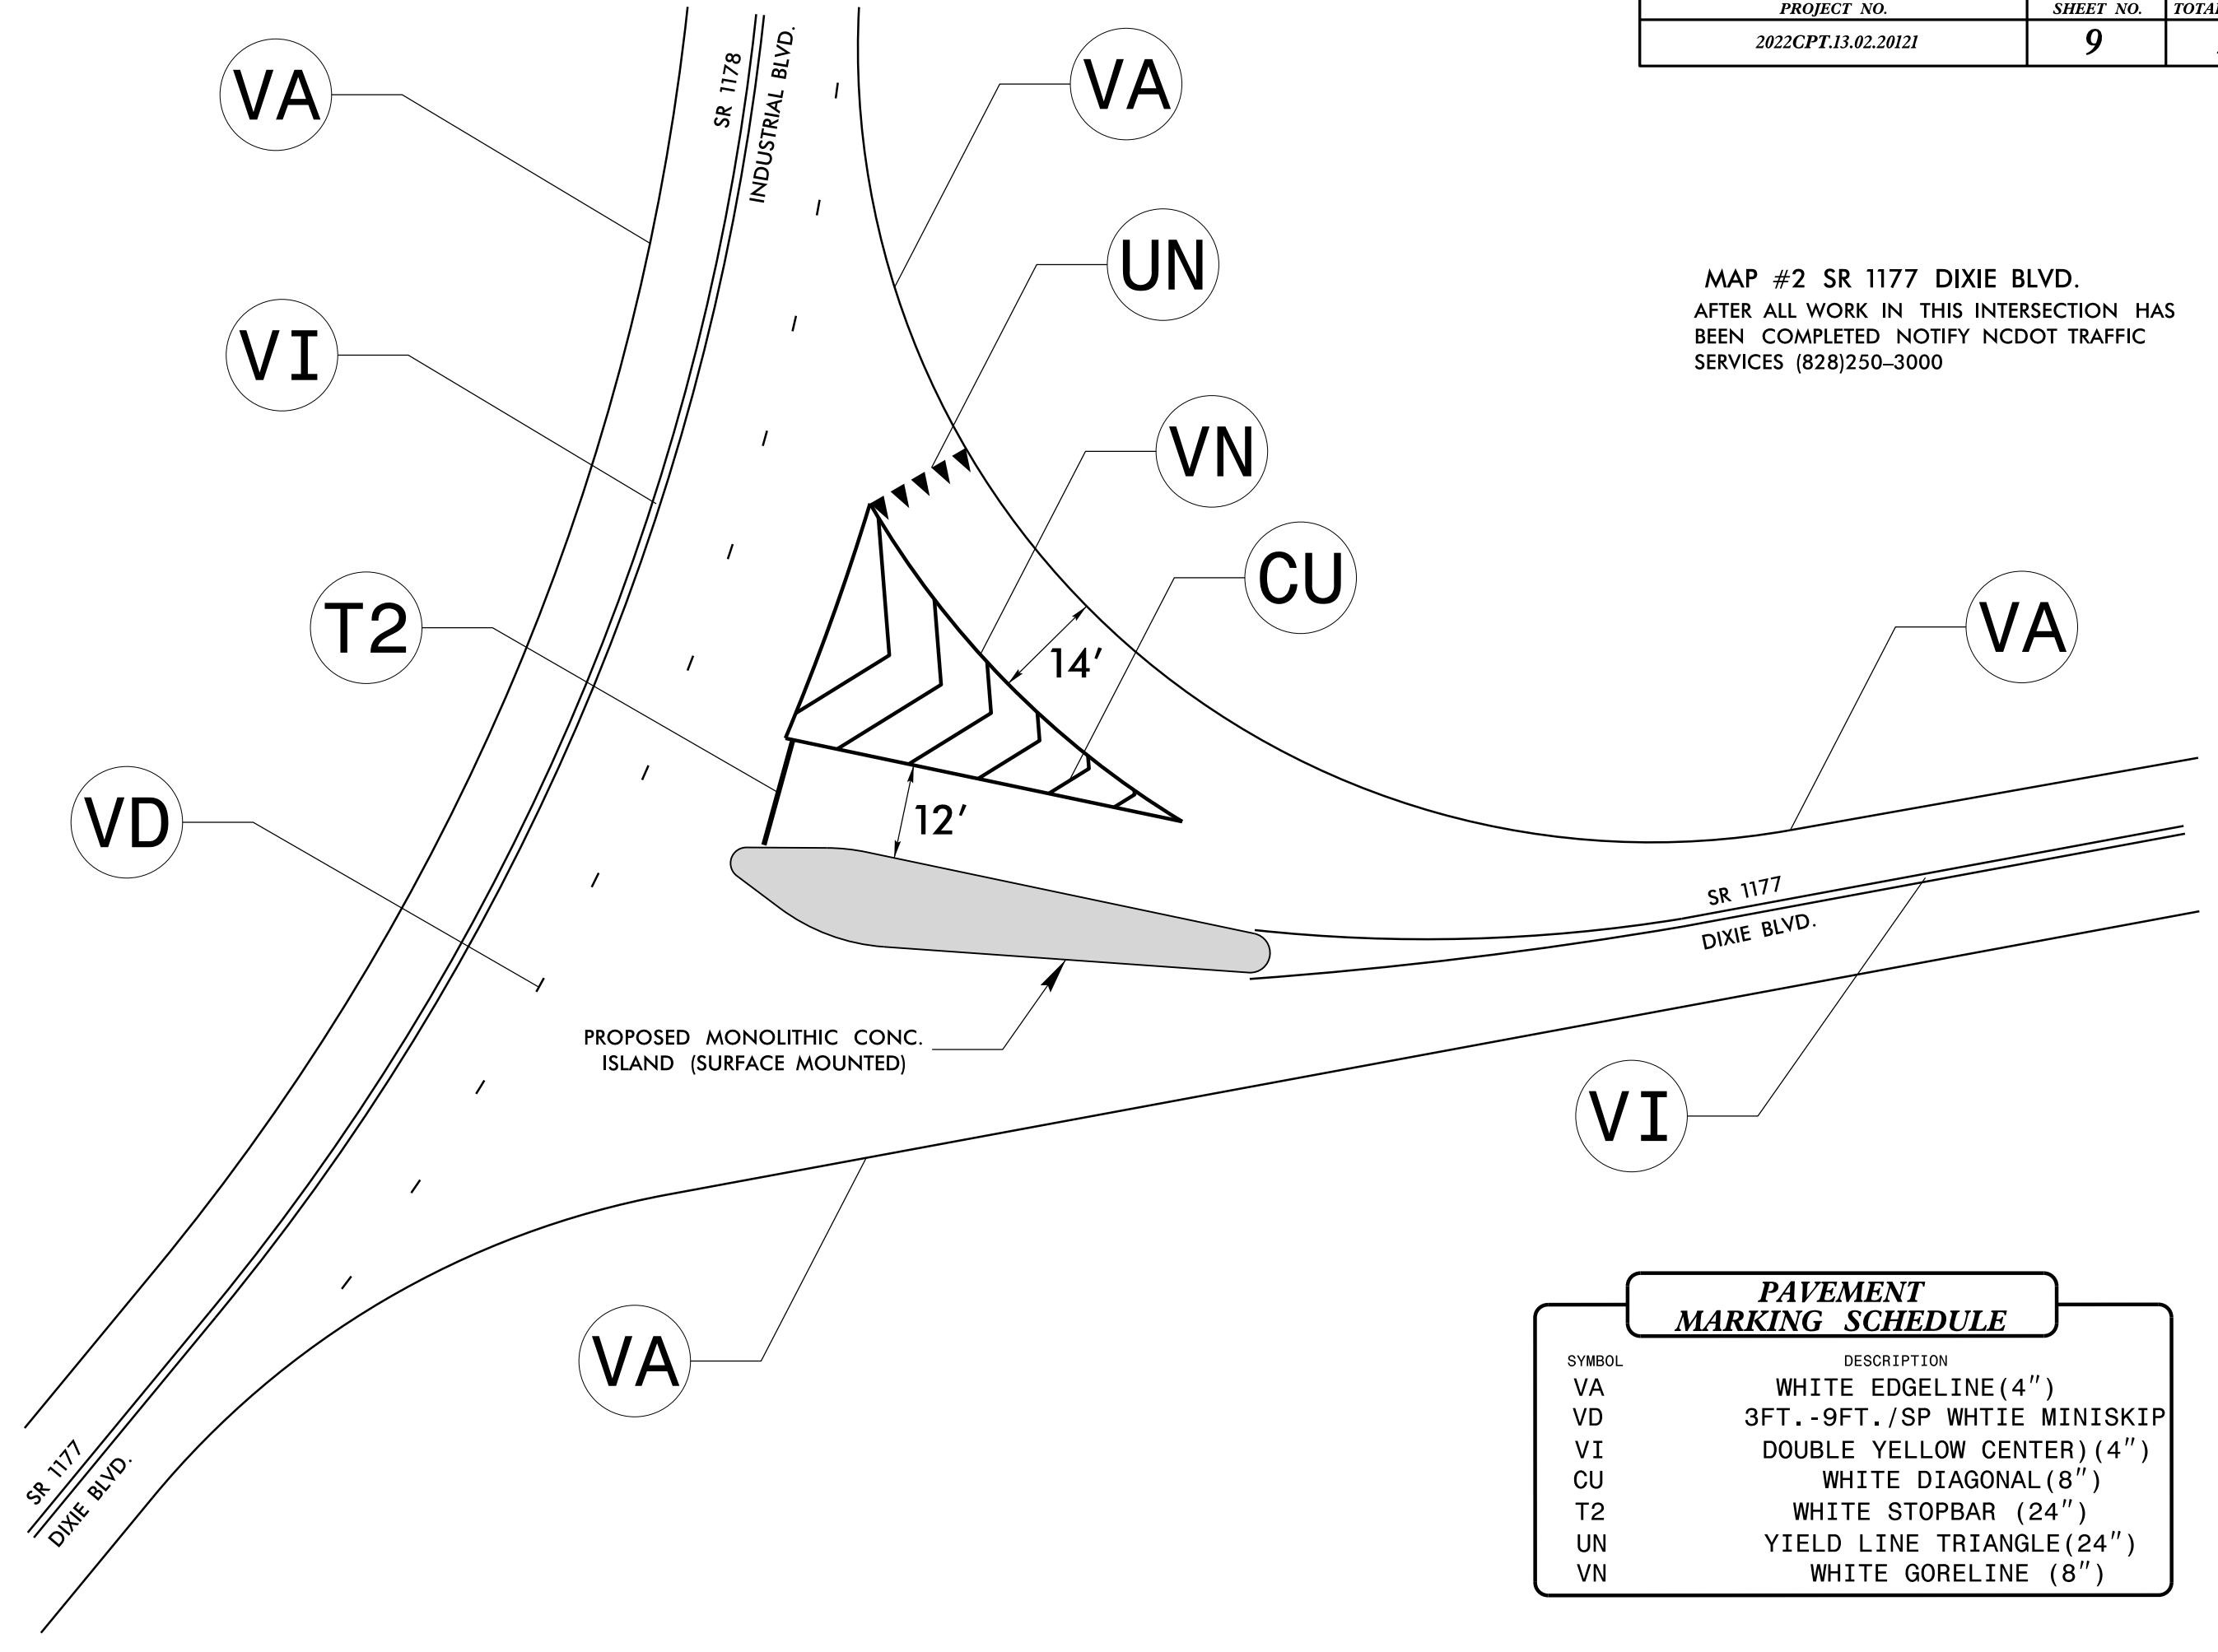 PROJECT NO. SHEET NO.
2022CPT.13.02.20121 9
VA
SR 1178
INDUSTRIAL BLVD.
VA
UN
MAP #2 SR 1177 DIXIE BLVD.
AFTER ALL WORK IN THIS INTERSECTION HAS
BEEN COMPLETED NOTIFY NCDOT TRAFFIC
SERVICES (828)250–3000
VI
VN
CU
T2
14′
VA
VD
12′
SR 1177
DIXIE BLVD.
PROPOSED MONOLITHIC CONC.
ISLAND (SURFACE MOUNTED)
VI
VA
SR 1177
DIXIE BLVD.
PAVEMENT
MARKING SCHEDULE
SYMBOL DESCRIPTION
VA WHITE EDGELINE(4″)
VD 3FT.-9FT./SP WHTIE MINISKIP
VI DOUBLE YELLOW CENTER)(4″)
CU WHITE DIAGONAL(8″)
T2 WHITE STOPBAR (24″)
UN YIELD LINE TRIANGLE(24″)
VN WHITE GORELINE (8″)